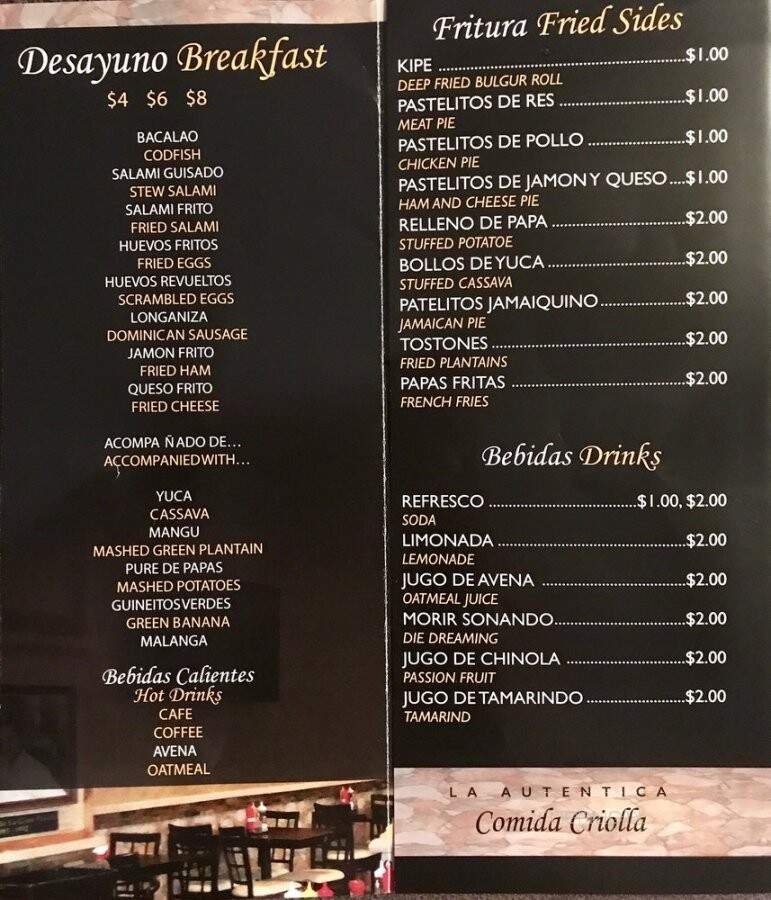 Desayuno Breakfast
$4 $6 $8
BACALAO
CODFISH
SALAMI GUISADO
STEW SALAMI
SALAMI FRITO
FRIED SALAMI
HUEVOS FRITOS
FRIED EGGS
HUEVOS REVUELTOS
SCRAMBLED EGGS
LONGANIZA
DOMINICAN SAUSAGE
JAMON FRITO
FRIED HAM
QUESO FRITO
FRIED CHEESE
ACOMPA ÑADO DE...
ACCOMPANIED WITH...
YUCA
CASSAVA
MANGU
MASHED GREEN PLANTAIN
PURE DE PAPAS
MASHED POTATOES
GUINEITOS VERDES
GREEN BANANA
MALANGA
Bebidas Calientes
Hot Drinks
CAFE
COFFEE
AVENA
OATMEAL
Fritura Fried Sides
KIPE ........ $1.00
DEEP FRIED BULGUR ROLL
PASTELITOS DE RES ........ $1.00
MEAT PIE
PASTELITOS DE POLLO ........ $1.00
CHICKEN PIE
PASTELITOS DE JAMON Y QUESO .... $1.00
HAM AND CHEESE PIE
RELLENO DE PAPA ........ $2.00
STUFFED POTATOE
BOLLOS DE YUCA ........ $2.00
STUFFED CASSAVA
PATELITOS JAMAIQUINO ........ $2.00
JAMAICAN PIE
TOSTONES ........ $2.00
FRIED PLANTAINS
PAPAS FRITAS ........ $2.00
FRENCH FRIES
Bebidas Drinks
REFRESCO ........ $1.00, $2.00
SODA
LIMONADA ........ $2.00
LEMONADE
JUGO DE AVENA ........ $2.00
OATMEAL JUICE
MORIR SONANDO ........ $2.00
DIE DREAMING
JUGO DE CHINOLA ........ $2.00
PASSION FRUIT
JUGO DE TAMARINDO ........ $2.00
TAMARIND
LA AUTENTICA
Comida Criolla